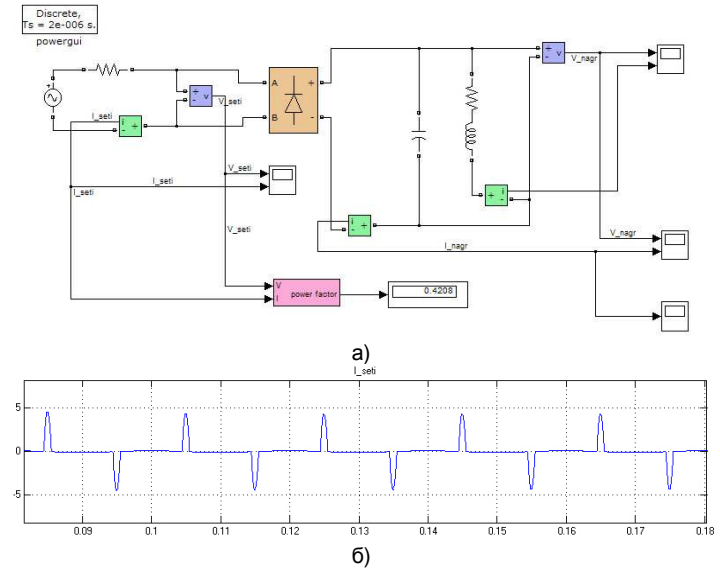 Discrete,
Ts = 2e-006 s.
powergui
+
A
B
+
-
+
-
v
V_seti
I_seti
i
-
+
V_seti
I_seti
I_seti
V_seti
V
I
power factor
0.4208
+
-
v
V_nagr
+
i
-
i
-
+
I_nagr
V_nagr
а)
I_seti
5
0
-5
0.09
0.1
0.11
0.12
0.13
0.14
0.15
0.16
0.17
0.18
б)